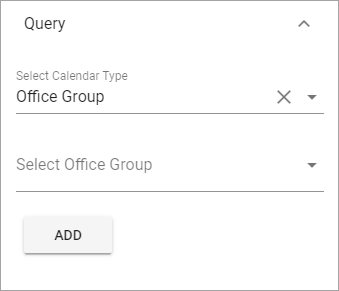 Query
Select Calendar Type
Office Group
Select Office Group
ADD